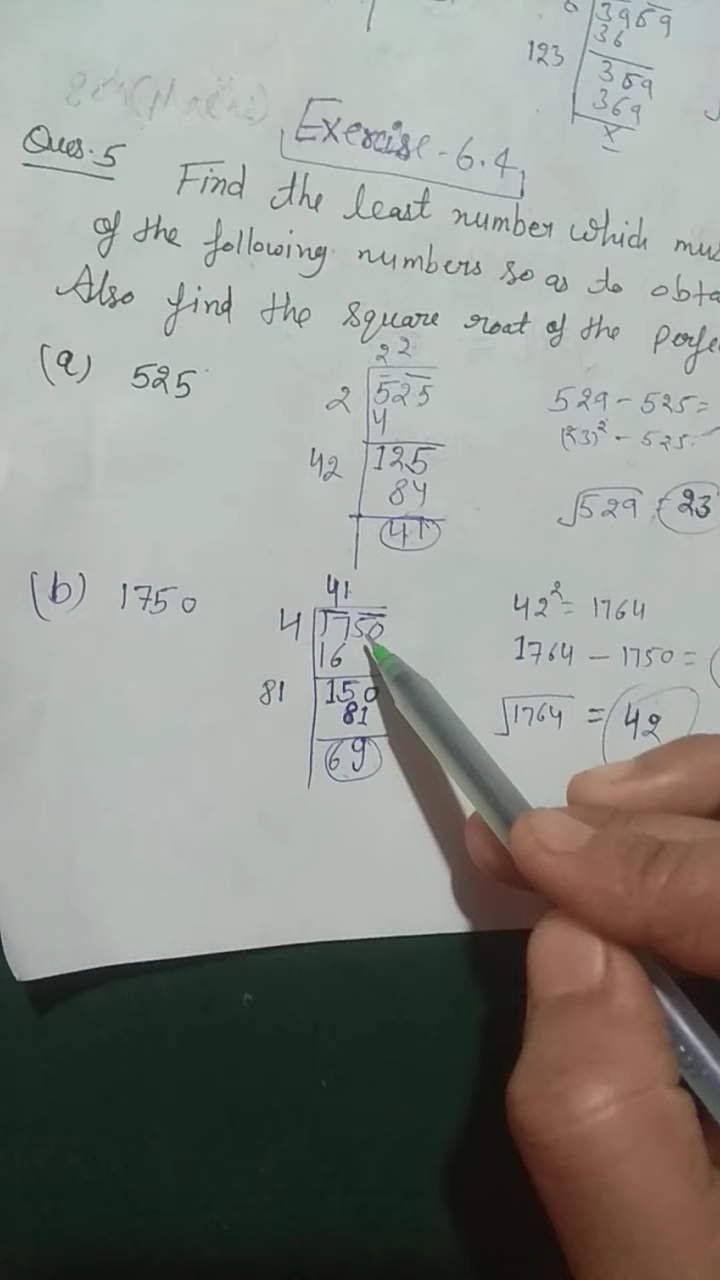 3969
36
123 369
369
x
Exercise-6.4
Ques.5 Find the least number which
of the following numbers so as to
Also find the square root of the
(a) 525
22
2 525
4
42 125
84
41
529 - 525 =
(23)² - 525
√529 = 23
(b) 1750
41
4 1750
16
81 150
81
69
42² = 1764
1764 - 1750 =
√1764 = 42